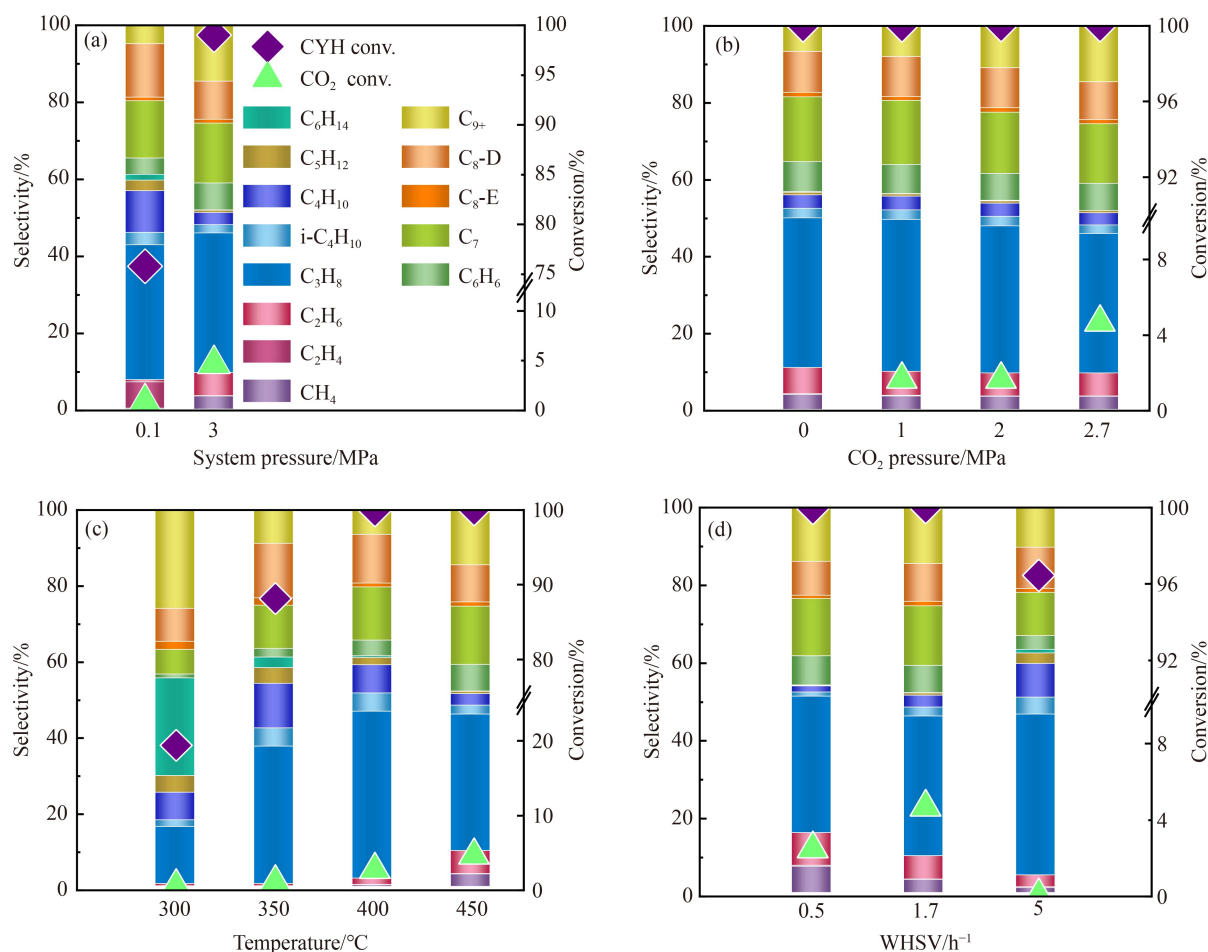 (a)
CYH conv.
CO₂ conv.
C₆H₁₄
C₅H₁₂
C₄H₁₀
i-C₄H₁₀
C₃H₈
C₂H₆
C₂H₄
CH₄
C₉₊
C₈-D
C₈-E
C₇
C₆H₆
Selectivity/%
100
80
60
40
20
0
Conversion/%
100
95
90
85
80
75
10
5
0
0.1 3
System pressure/MPa
(b)
Selectivity/%
100
80
60
40
20
0
Conversion/%
100
96
92
8
4
0
0 1 2 2.7
CO₂ pressure/MPa
(c)
Selectivity/%
100
80
60
40
20
0
Conversion/%
100
90
80
20
10
0
300 350 400 450
Temperature/°C
(d)
Selectivity/%
100
80
60
40
20
0
Conversion/%
100
96
92
8
4
0
0.5 1.7 5
WHSV/h⁻¹